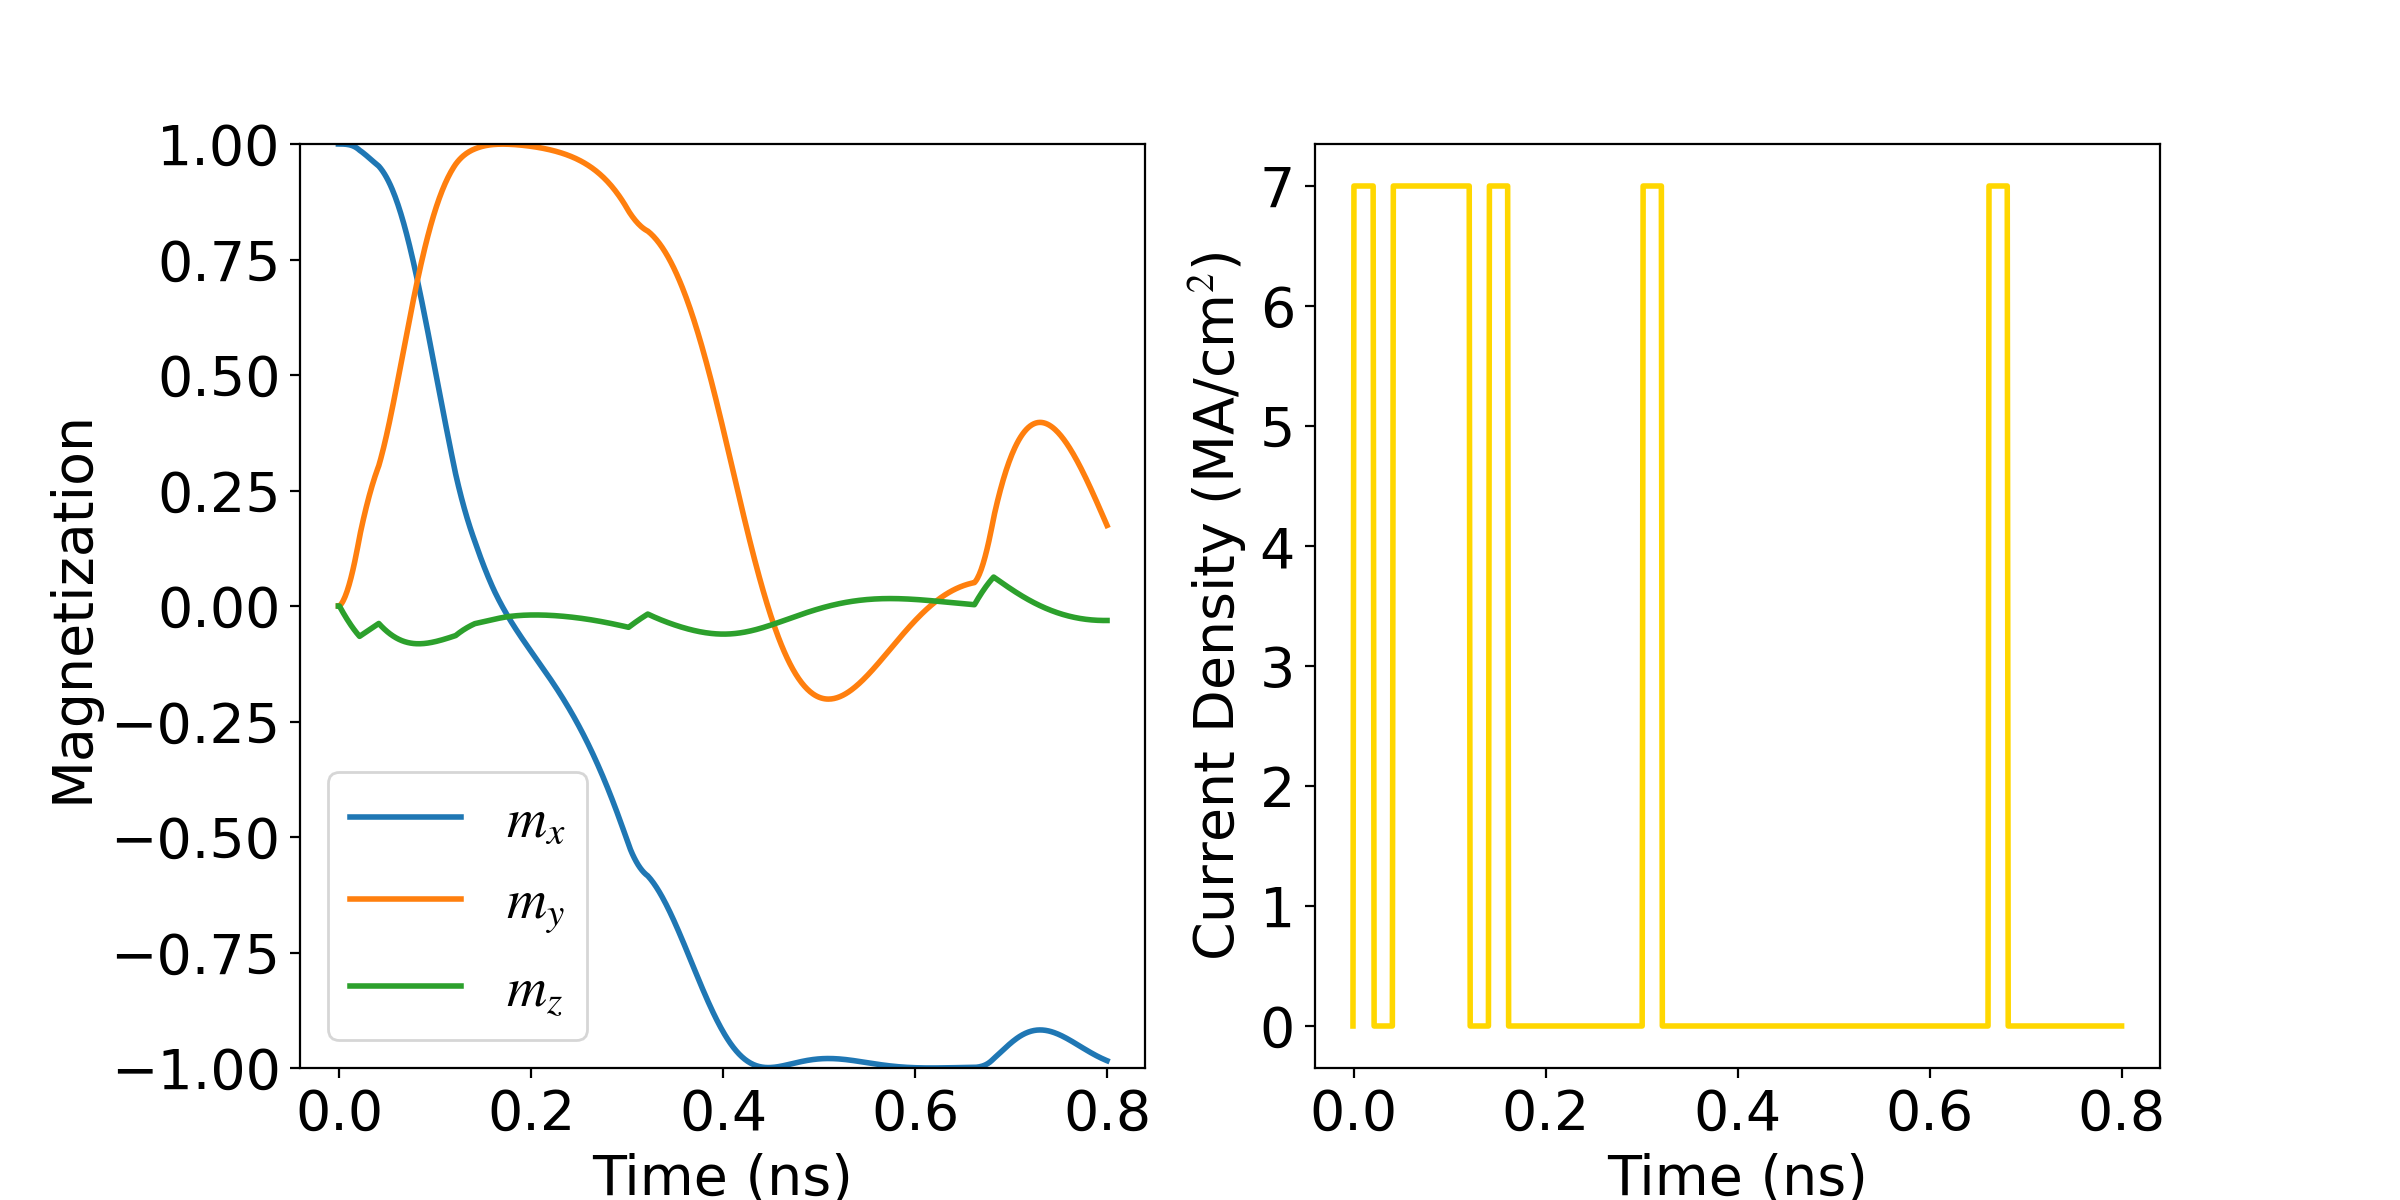 Magnetization
1.00
0.75
0.50
0.25
0.00
−0.25
−0.50
−0.75
−1.00
m_x
m_y
m_z
0.0 0.2 0.4 0.6 0.8
Time (ns)
Current Density (MA/cm²)
7
6
5
4
3
2
1
0
0.0 0.2 0.4 0.6 0.8
Time (ns)